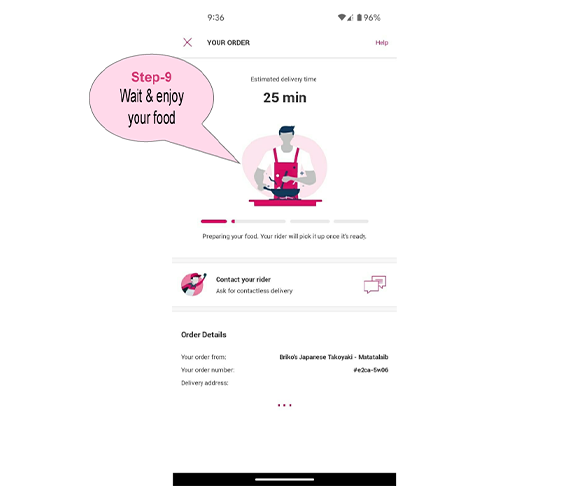 9:36
96%
YOUR ORDER
Help
Step-9
Wait & enjoy
your food
Estimated delivery time
25 min
Preparing your food. Your rider will pick it up once it's ready.
Contact your rider
Ask for contactless delivery
Order Details
Your order from: Briko's Japanese Takoyaki - Matatalaib
Your order number: #e2ca-5w06
Delivery address: